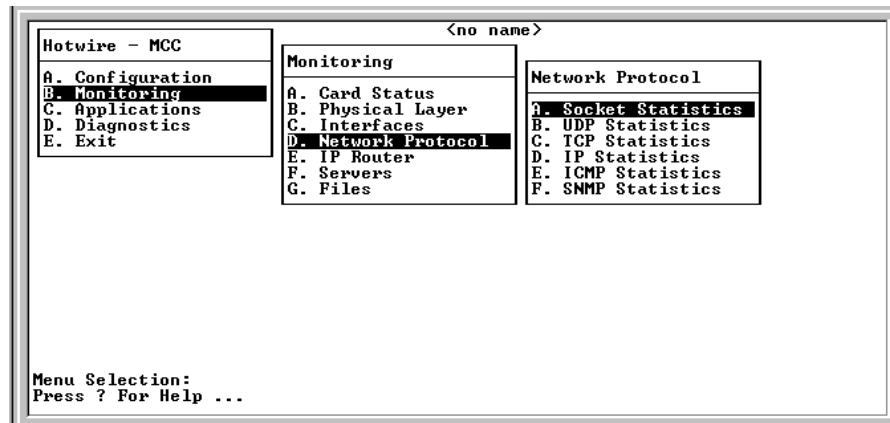 <no name>
Hotwire - MCC
A. Configuration
B. Monitoring
C. Applications
D. Diagnostics
E. Exit
Monitoring
A. Card Status
B. Physical Layer
C. Interfaces
D. Network Protocol
E. IP Router
F. Servers
G. Files
Network Protocol
A. Socket Statistics
B. UDP Statistics
C. TCP Statistics
D. IP Statistics
E. ICMP Statistics
F. SNMP Statistics
Menu Selection:
Press ? For Help ...